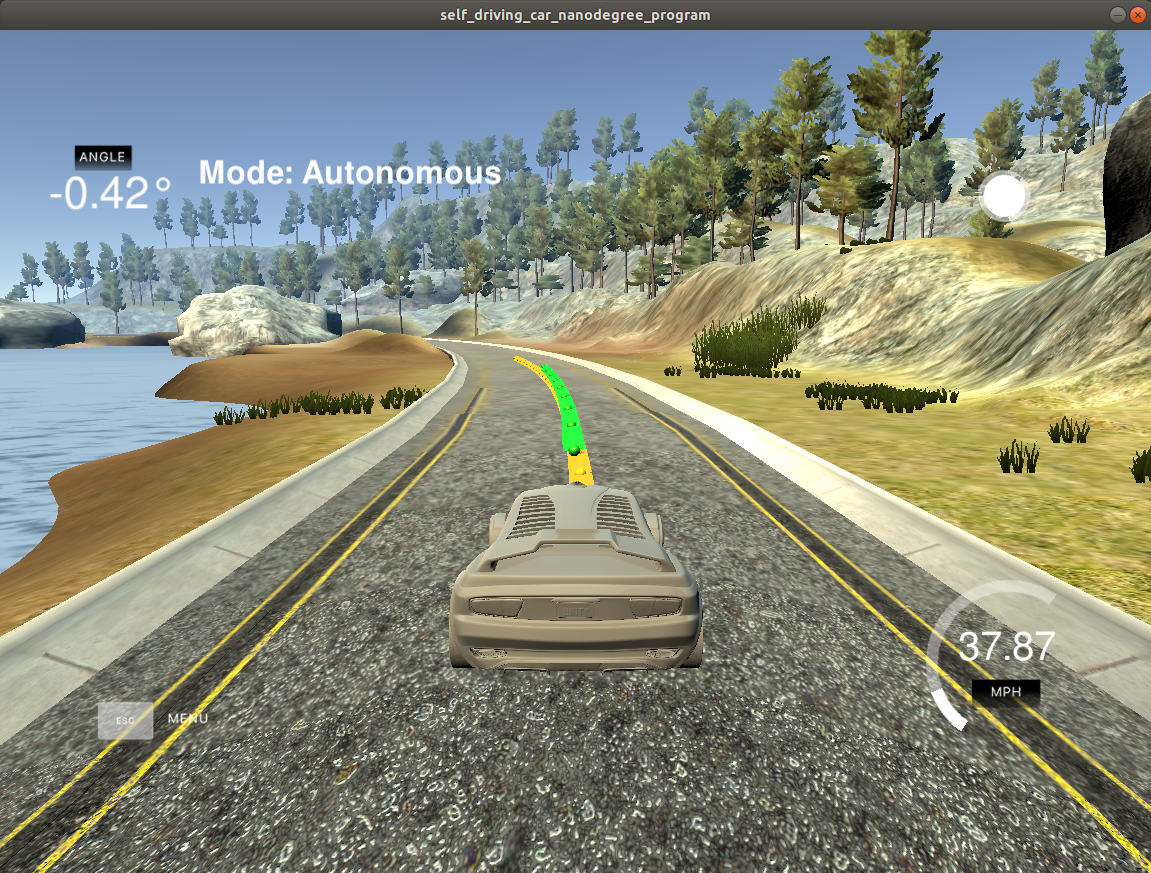 self_driving_car_nanodegree_program
ANGLE
-0.42°
Mode: Autonomous
37.87
MPH
ESC
MENU